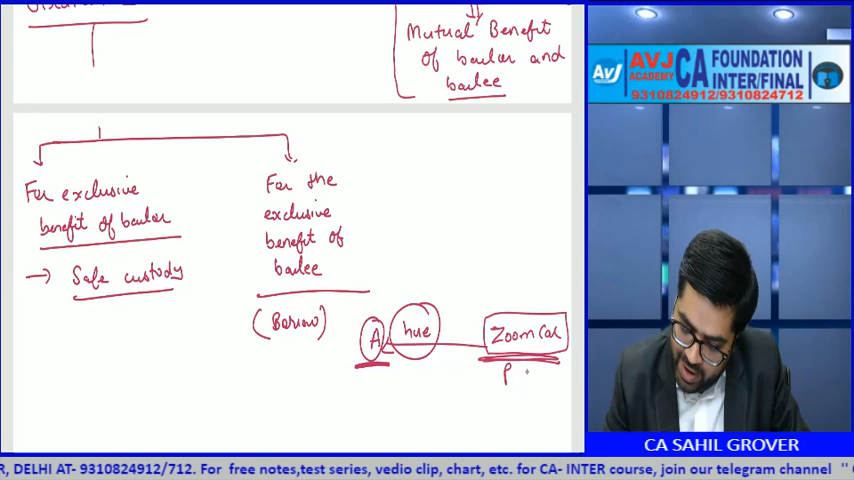 Mutual Benefit
of bailor and
bailee
For exclusive
benefit of bailor
→ Safe custody
For the
exclusive
benefit of
bailee
(Borrow)
A hire Zoom Car
P
AVJ
AVJ
ACADEMY
CA FOUNDATION
INTER/FINAL
9310824912/9310824712
CA SAHIL GROVER
R, DELHI AT- 9310824912/712. For free notes,test series, vedio clip, chart, etc. for CA- INTER course, join our telegram channel " C